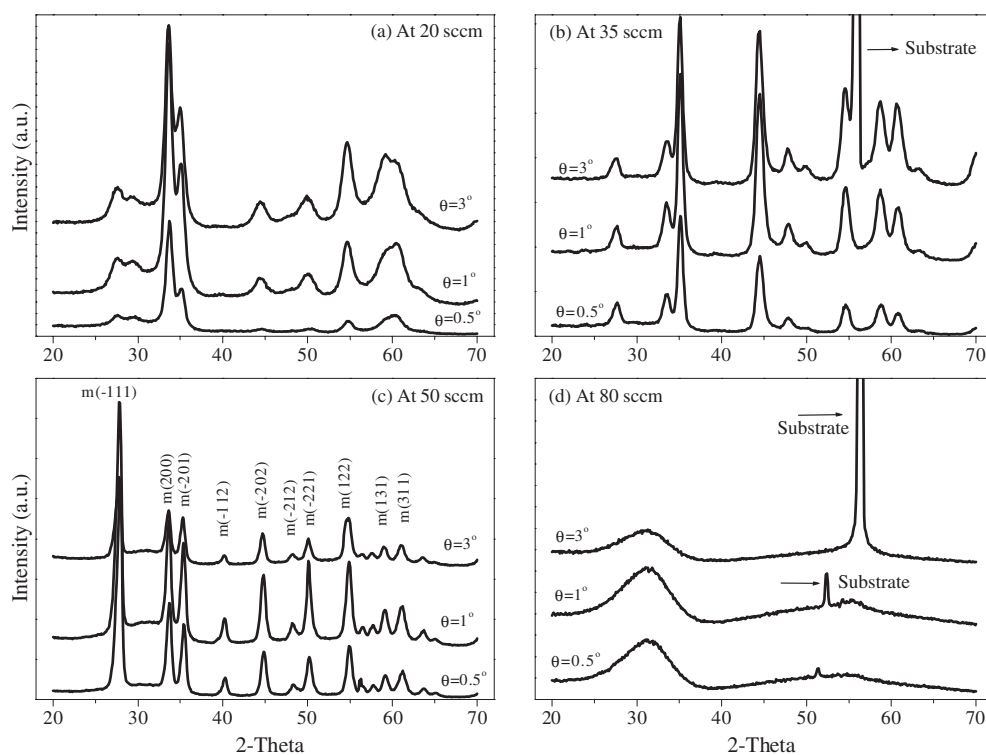 (a) At 20 sccm
Intensity (a.u.)
θ=3°
θ=1°
θ=0.5°
20 30 40 50 60 70
(b) At 35 sccm
Substrate
θ=3°
θ=1°
θ=0.5°
20 30 40 50 60 70
(c) At 50 sccm
Intensity (a.u.)
m(-111)
m(200)
m(-201)
m(-112)
m(-202)
m(-212)
m(-221)
m(122)
m(131)
m(311)
θ=3°
θ=1°
θ=0.5°
20 30 40 50 60 70
2-Theta
(d) At 80 sccm
Substrate
θ=3°
Substrate
θ=1°
θ=0.5°
20 30 40 50 60 70
2-Theta